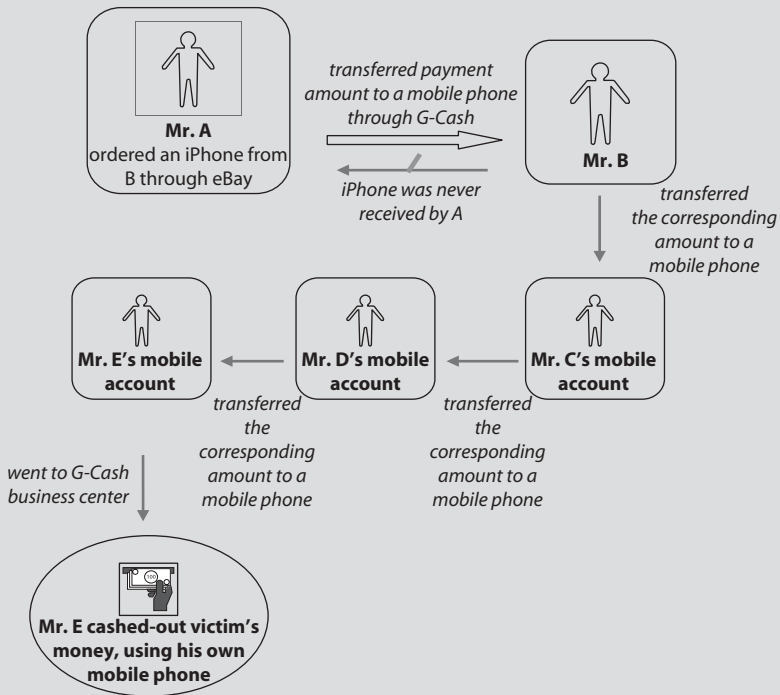 Mr. A
ordered an iPhone from
B through eBay
transferred payment
amount to a mobile phone
through G-Cash
iPhone was never
received by A
Mr. B
transferred
the corresponding
amount to a
mobile phone
Mr. C's mobile
account
transferred
the
corresponding
amount to a
mobile phone
Mr. D's mobile
account
transferred
the
corresponding
amount to a
mobile phone
Mr. E's mobile
account
went to G-Cash
business center
100
Mr. E cashed-out victim's
money, using his own
mobile phone